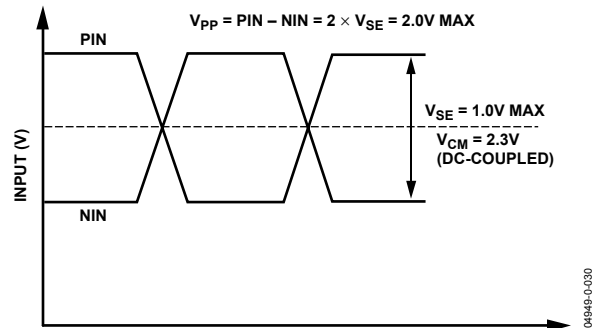 V_PP = PIN – NIN = 2 × V_SE = 2.0V MAX
PIN
V_SE = 1.0V MAX
V_CM = 2.3V
(DC-COUPLED)
INPUT (V)
NIN
04949-0-030